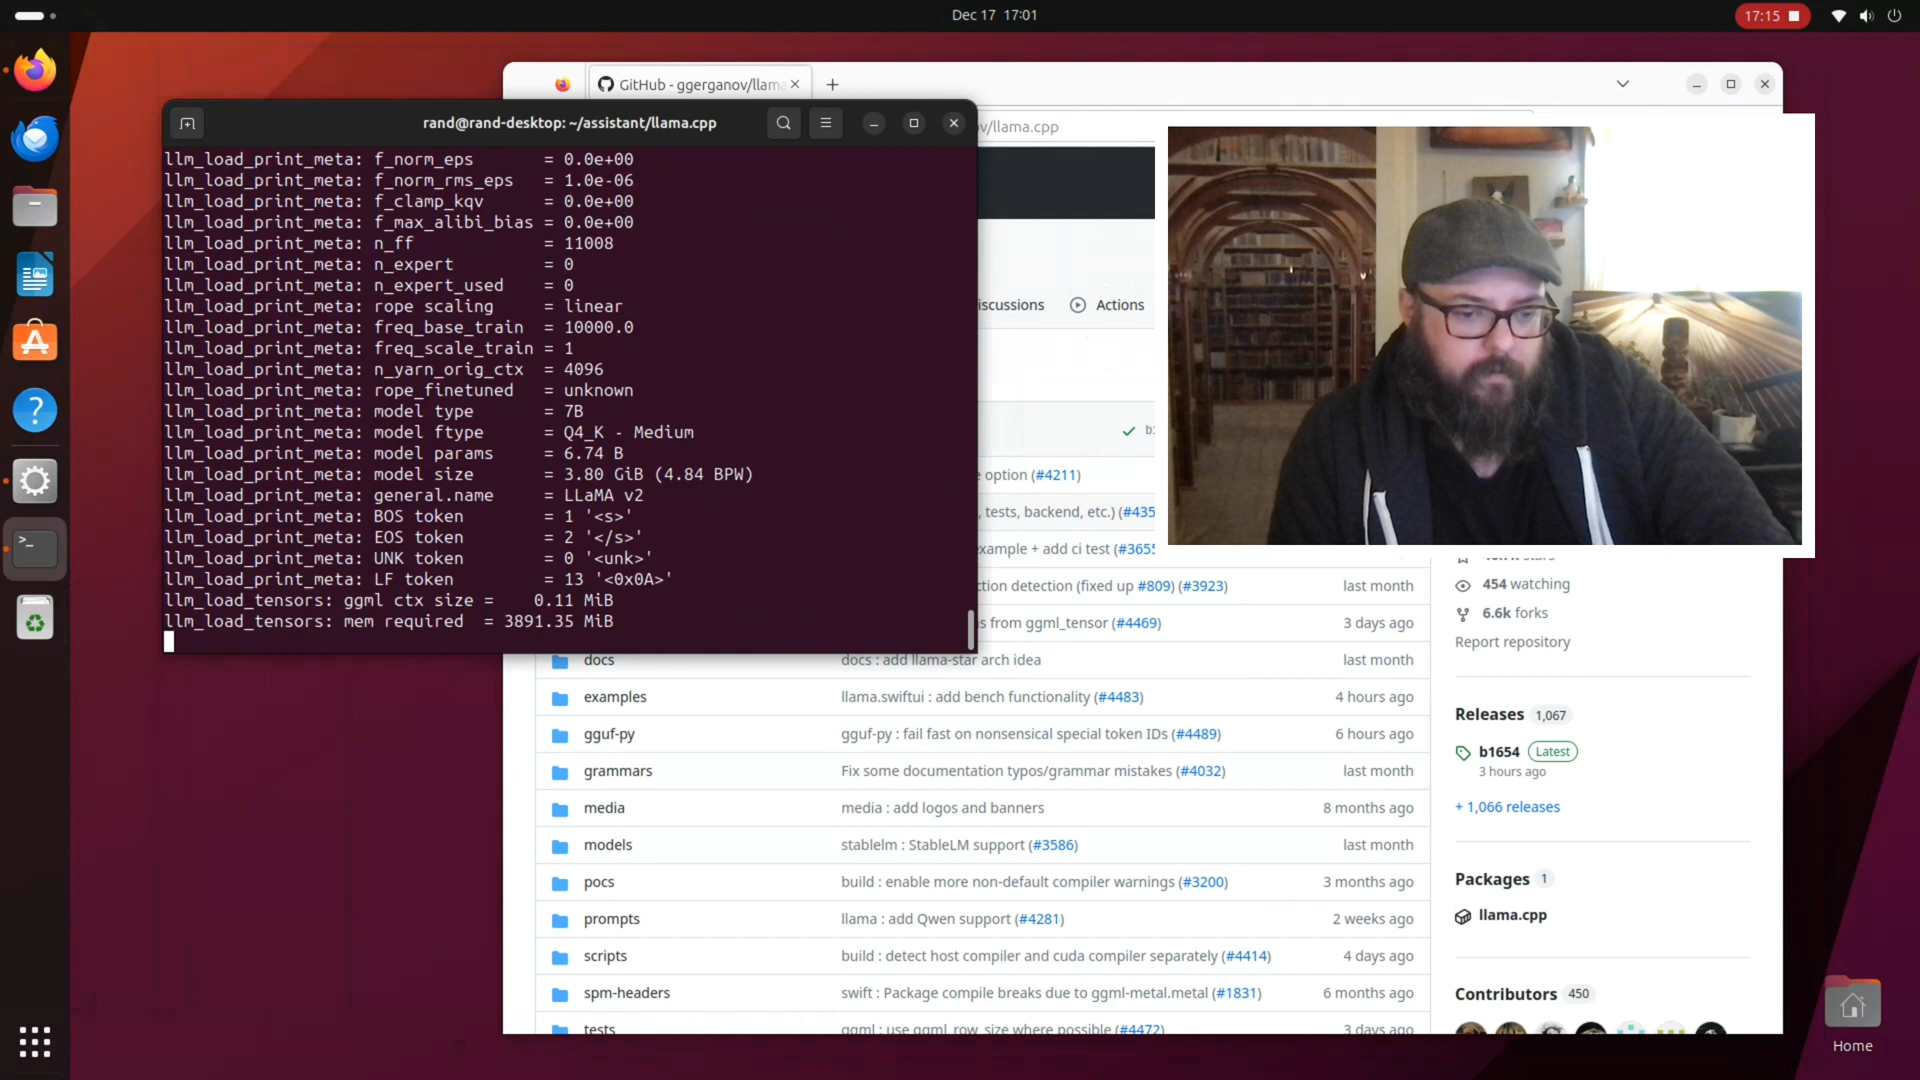 Dec 17 17:01
17:15
GitHub - ggerganov/llama
rand@rand-desktop: ~/assistant/llama.cpp
v/llama.cpp
llm_load_print_meta: f_norm_eps = 0.0e+00
llm_load_print_meta: f_norm_rms_eps = 1.0e-06
llm_load_print_meta: f_clamp_kqv = 0.0e+00
llm_load_print_meta: f_max_alibi_bias = 0.0e+00
llm_load_print_meta: n_ff = 11008
llm_load_print_meta: n_expert = 0
llm_load_print_meta: n_expert_used = 0
llm_load_print_meta: rope scaling = linear
llm_load_print_meta: freq_base_train = 10000.0
llm_load_print_meta: freq_scale_train = 1
llm_load_print_meta: n_yarn_orig_ctx = 4096
llm_load_print_meta: rope_finetuned = unknown
llm_load_print_meta: model type = 7B
llm_load_print_meta: model ftype = Q4_K - Medium
llm_load_print_meta: model params = 6.74 B
llm_load_print_meta: model size = 3.80 GiB (4.84 BPW)
llm_load_print_meta: general.name = LLaMA v2
llm_load_print_meta: BOS token = 1 '<s>'
llm_load_print_meta: EOS token = 2 '</s>'
llm_load_print_meta: UNK token = 0 '<unk>'
llm_load_print_meta: LF token = 13 '<0x0A>'
llm_load_tensors: ggml ctx size = 0.11 MiB
llm_load_tensors: mem required = 3891.35 MiB
iscussions Actions
option (#4211)
, tests, backend, etc.) (#435
example + add ci test (#3655
ction detection (fixed up #809) (#3923) last month
s from ggml_tensor (#4469) 3 days ago
docs docs : add llama-star arch idea last month
examples llama.swiftui : add bench functionality (#4483) 4 hours ago
gguf-py gguf-py : fail fast on nonsensical special token IDs (#4489) 6 hours ago
grammars Fix some documentation typos/grammar mistakes (#4032) last month
media media : add logos and banners 8 months ago
models stablelm : StableLM support (#3586) last month
pocs build : enable more non-default compiler warnings (#3200) 3 months ago
prompts llama : add Qwen support (#4281) 2 weeks ago
scripts build : detect host compiler and cuda compiler separately (#4414) 4 days ago
spm-headers swift : Package compile breaks due to ggml-metal.metal (#1831) 6 months ago
tests ggml : use ggml_row_size where possible (#4472) 3 days ago
454 watching
6.6k forks
Report repository
Releases 1,067
b1654 Latest
3 hours ago
+ 1,066 releases
Packages 1
llama.cpp
Contributors 450
Home